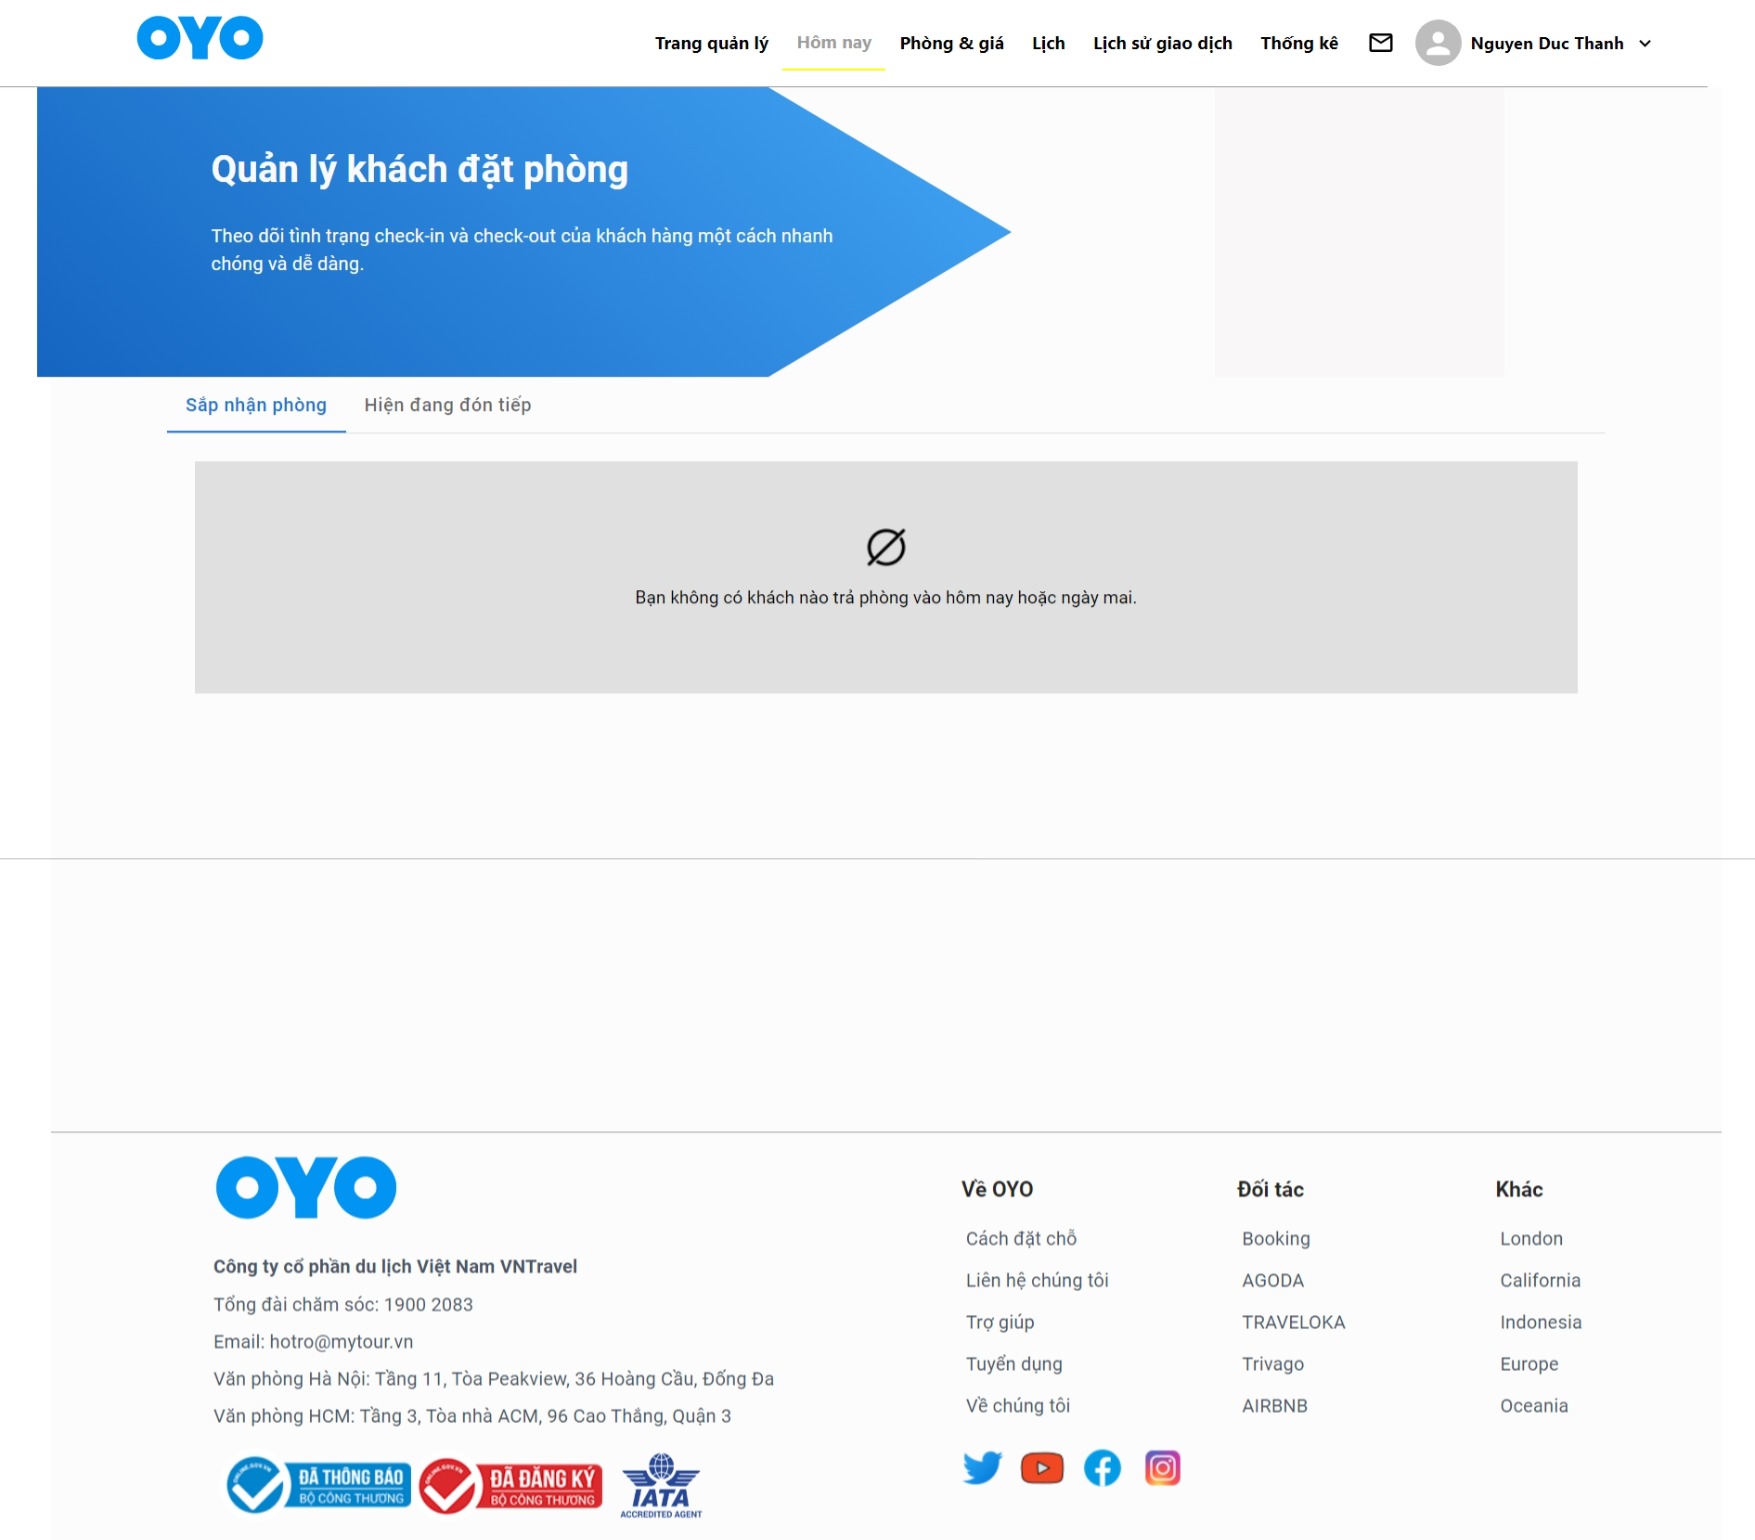 OYO
Trang quản lý
Hôm nay
Phòng & giá
Lịch
Lịch sử giao dịch
Thống kê
Nguyen Duc Thanh
Quản lý khách đặt phòng
Theo dõi tình trạng check-in và check-out của khách hàng một cách nhanh
chóng và dễ dàng.
Sắp nhận phòng
Hiện đang đón tiếp
Bạn không có khách nào trả phòng vào hôm nay hoặc ngày mai.
OYO
Công ty cổ phần du lịch Việt Nam VNTravel
Tổng đài chăm sóc: 1900 2083
Email: hotro@mytour.vn
Văn phòng Hà Nội: Tầng 11, Tòa Peakview, 36 Hoàng Cầu, Đống Đa
Văn phòng HCM: Tầng 3, Tòa nhà ACM, 96 Cao Thắng, Quận 3
ONLINE.GOV.VN
ĐÃ THÔNG BÁO
BỘ CÔNG THƯƠNG
ONLINE.GOV.VN
ĐÃ ĐĂNG KÝ
BỘ CÔNG THƯƠNG
IATA
ACCREDITED AGENT
Về OYO
Cách đặt chỗ
Liên hệ chúng tôi
Trợ giúp
Tuyển dụng
Về chúng tôi
Đối tác
Booking
AGODA
TRAVELOKA
Trivago
AIRBNB
Khác
London
California
Indonesia
Europe
Oceania